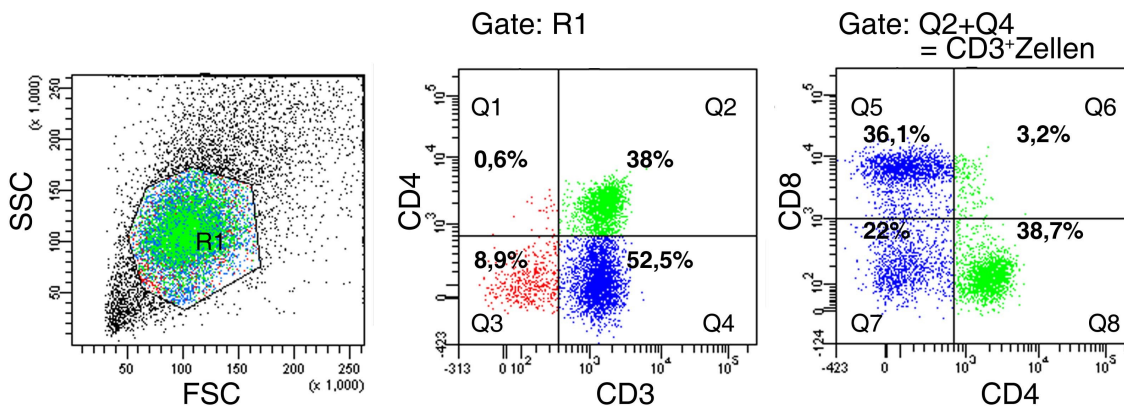 Gate: R1
Gate: Q2+Q4
= CD3⁺Zellen
SSC
(x 1,000)
250
200
150
100
50
R1
50 100 150 200 250
(x 1,000)
FSC
CD4
10⁵
10⁴
10³
0
-423
Q1 Q2
0,6% 38%
8,9% 52,5%
Q3 Q4
-313 0 10² 10³ 10⁴ 10⁵
CD3
CD8
10⁵
10⁴
10³
10²
0
-124
Q5 Q6
36,1% 3,2%
22% 38,7%
Q7 Q8
-423 0 10³ 10⁴ 10⁵
CD4